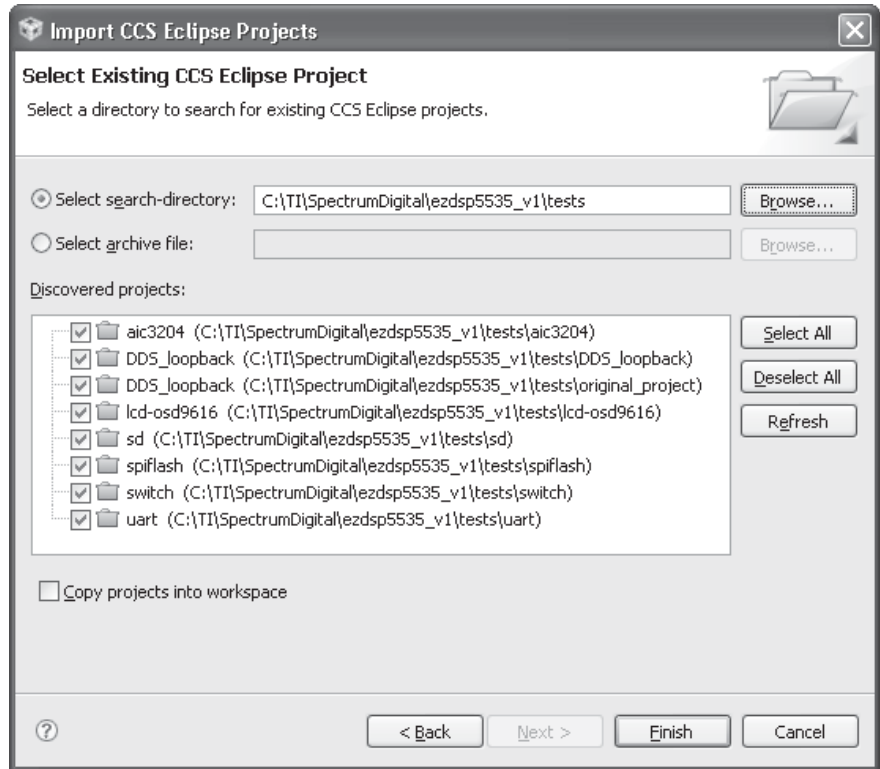 Import CCS Eclipse Projects
Select Existing CCS Eclipse Project
Select a directory to search for existing CCS Eclipse projects.
Select search-directory: C:\TI\SpectrumDigital\ezdsp5535_v1\tests Browse...
Select archive file: Browse...
Discovered projects:
aic3204 (C:\TI\SpectrumDigital\ezdsp5535_v1\tests\aic3204) Select All
DDS_loopback (C:\TI\SpectrumDigital\ezdsp5535_v1\tests\DDS_loopback)
DDS_loopback (C:\TI\SpectrumDigital\ezdsp5535_v1\tests\original_project) Deselect All
lcd-osd9616 (C:\TI\SpectrumDigital\ezdsp5535_v1\tests\lcd-osd9616) Refresh
sd (C:\TI\SpectrumDigital\ezdsp5535_v1\tests\sd)
spiflash (C:\TI\SpectrumDigital\ezdsp5535_v1\tests\spiflash)
switch (C:\TI\SpectrumDigital\ezdsp5535_v1\tests\switch)
uart (C:\TI\SpectrumDigital\ezdsp5535_v1\tests\uart)
Copy projects into workspace
? < Back Next > Finish Cancel